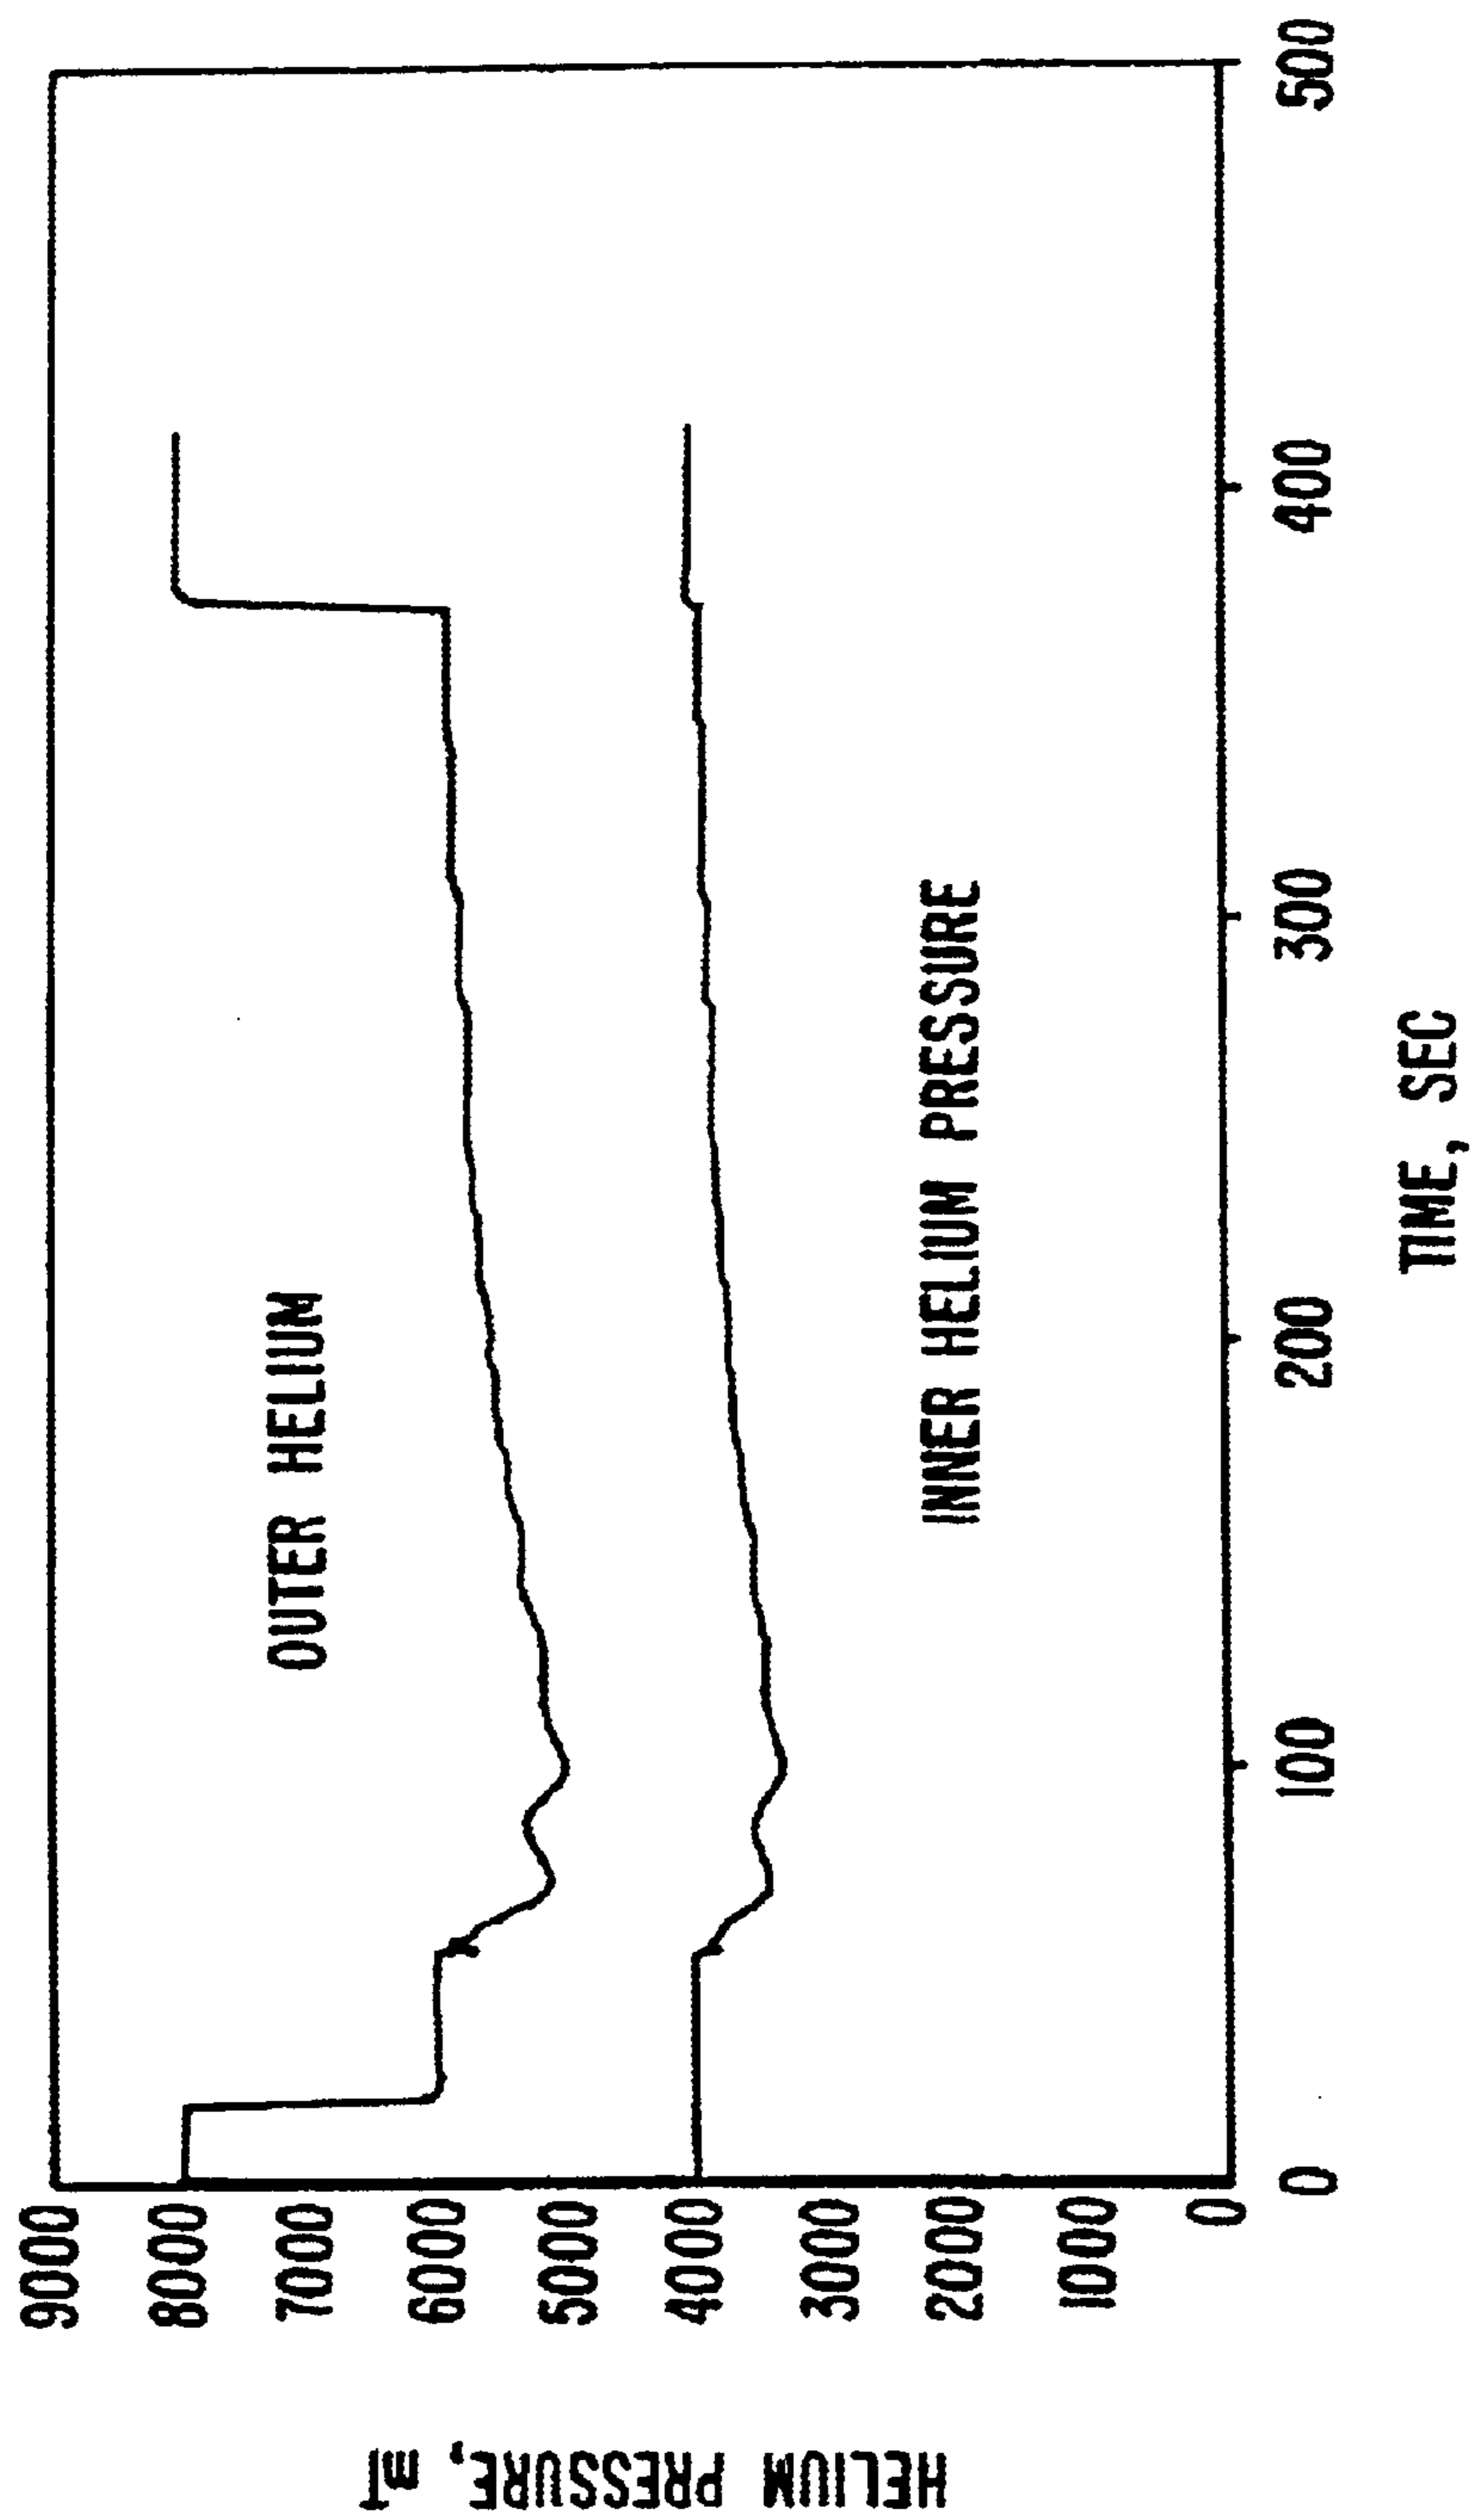 HELIUM PRESSURE, mT
9000
8000
7000
6000
5000
4000
3000
2000
1000
0
OUTER HELIUM
INNER HELIUM PRESSURE
0 100 200 300 400 500
TIME, SEC